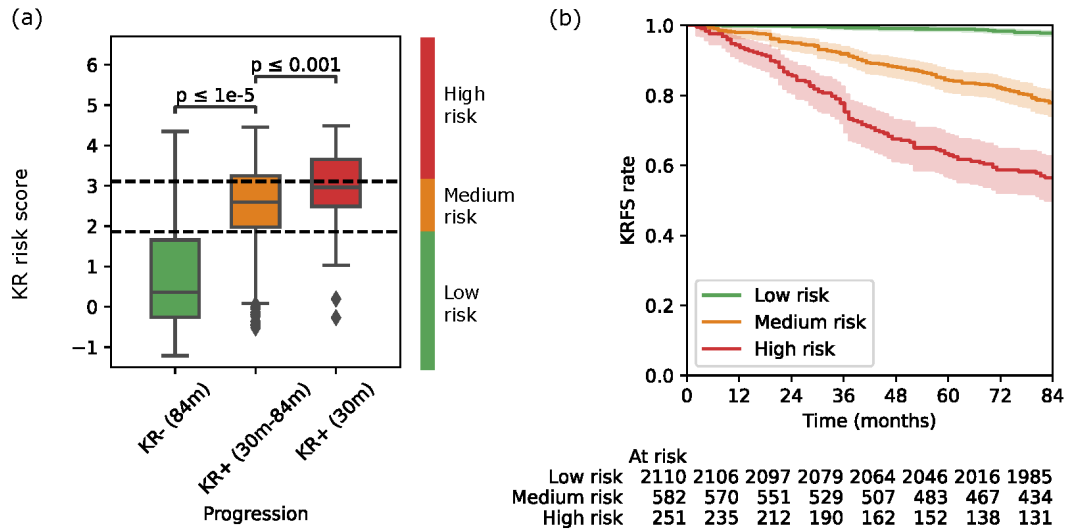 (a)
KR risk score
6
5
4
3
2
1
0
−1
p ≤ 1e-5
p ≤ 0.001
High
risk
Medium
risk
Low
risk
KR- (84m)
KR+ (30m-84m)
KR+ (30m)
Progression
(b)
KRFS rate
1.0
0.8
0.6
0.4
0.2
0.0
Low risk
Medium risk
High risk
0 12 24 36 48 60 72 84
Time (months)
At risk
Low risk 2110 2106 2097 2079 2064 2046 2016 1985
Medium risk 582 570 551 529 507 483 467 434
High risk 251 235 212 190 162 152 138 131